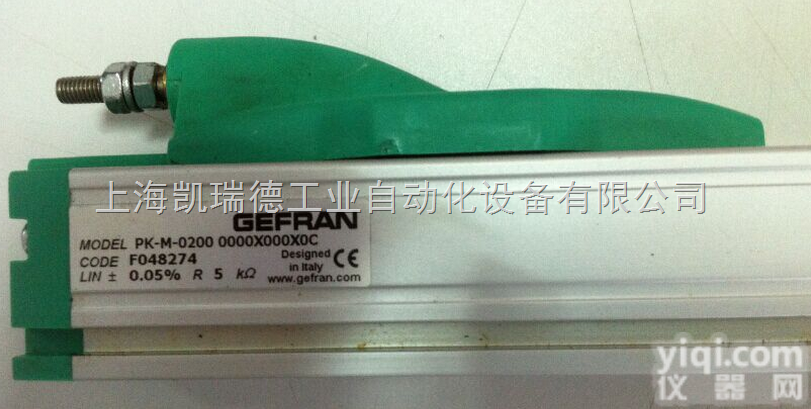 上海凯瑞德工业自动化设备有限公司
GEFRAN
MODEL PK-M-0200 0000X000X0C
CODE F048274
LIN ± 0.05% R 5 kΩ
Designed
in Italy
CE
www.gefran.com
yiqi.com
仪器网